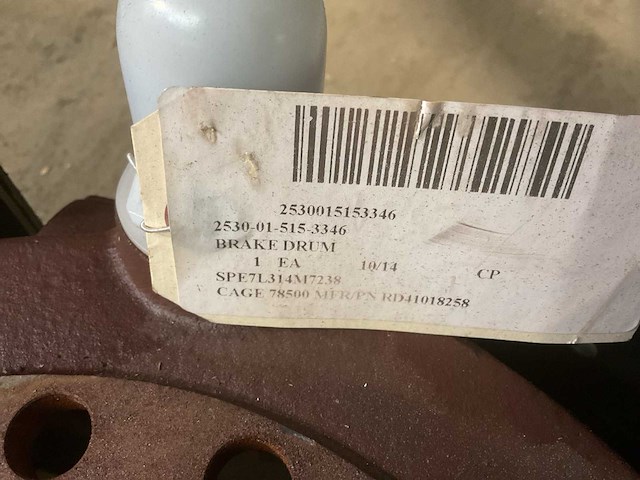 2530015153346
2530-01-515-3346
BRAKE DRUM
1 EA 10/14 CP
SPE7L314M7238
CAGE 78500 MFR/PN RD41018258